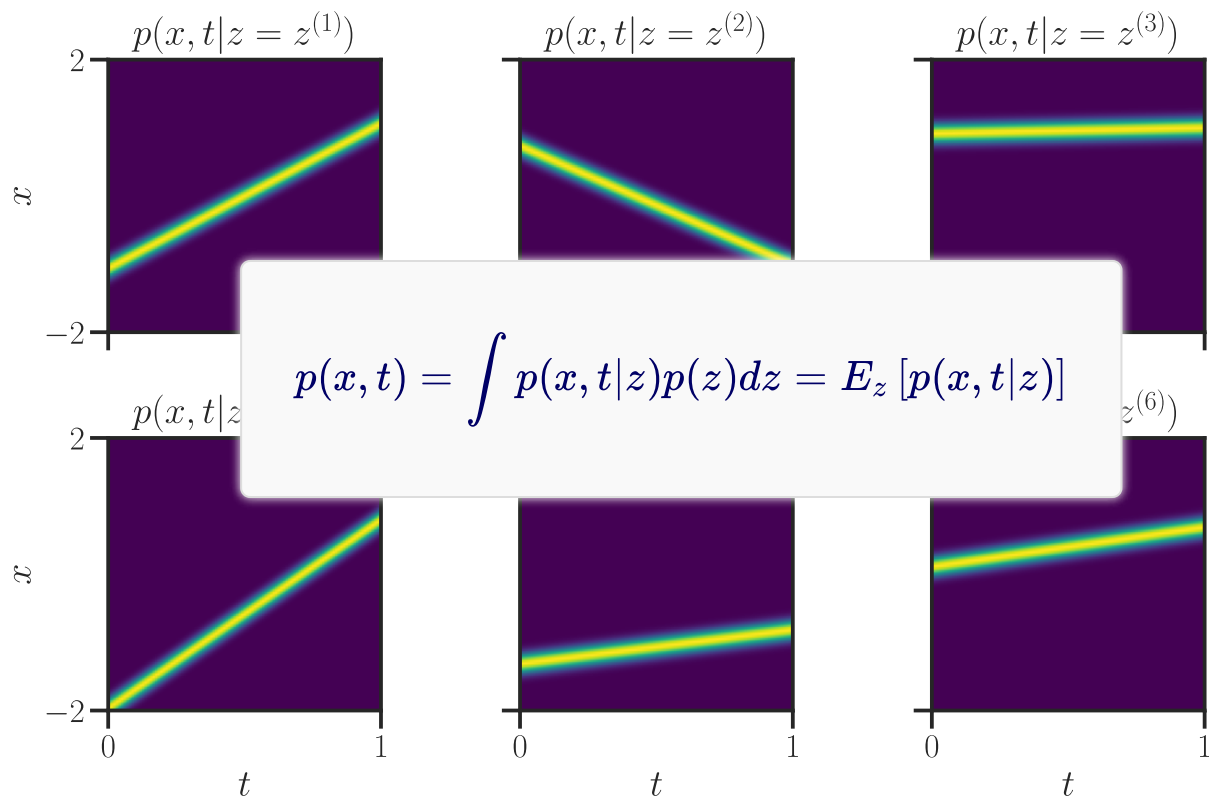 p(x, t|z = z^{(1)}) p(x, t|z = z^{(2)}) p(x, t|z = z^{(3)})
2
x
−2
p(x, t) = ∫ p(x, t|z)p(z)dz = E_z [p(x, t|z)]
p(x, t|z z^{(6)})
2
x
−2
0 1 0 1 0 1
t t t